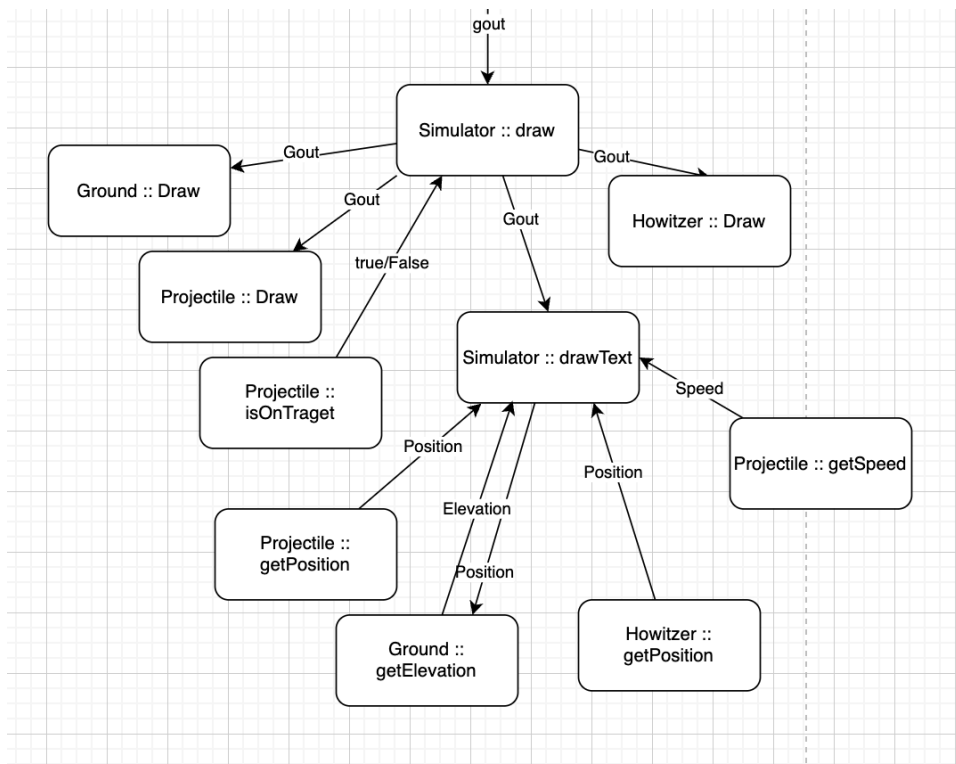 gout
Simulator :: draw
Gout
Gout
Ground :: Draw
Gout
Gout
Howitzer :: Draw
true/False
Projectile :: Draw
Simulator :: drawText
Projectile ::
isOnTraget
Speed
Position
Projectile :: getSpeed
Position
Elevation
Projectile ::
getPosition
Position
Ground ::
getElevation
Howitzer ::
getPosition